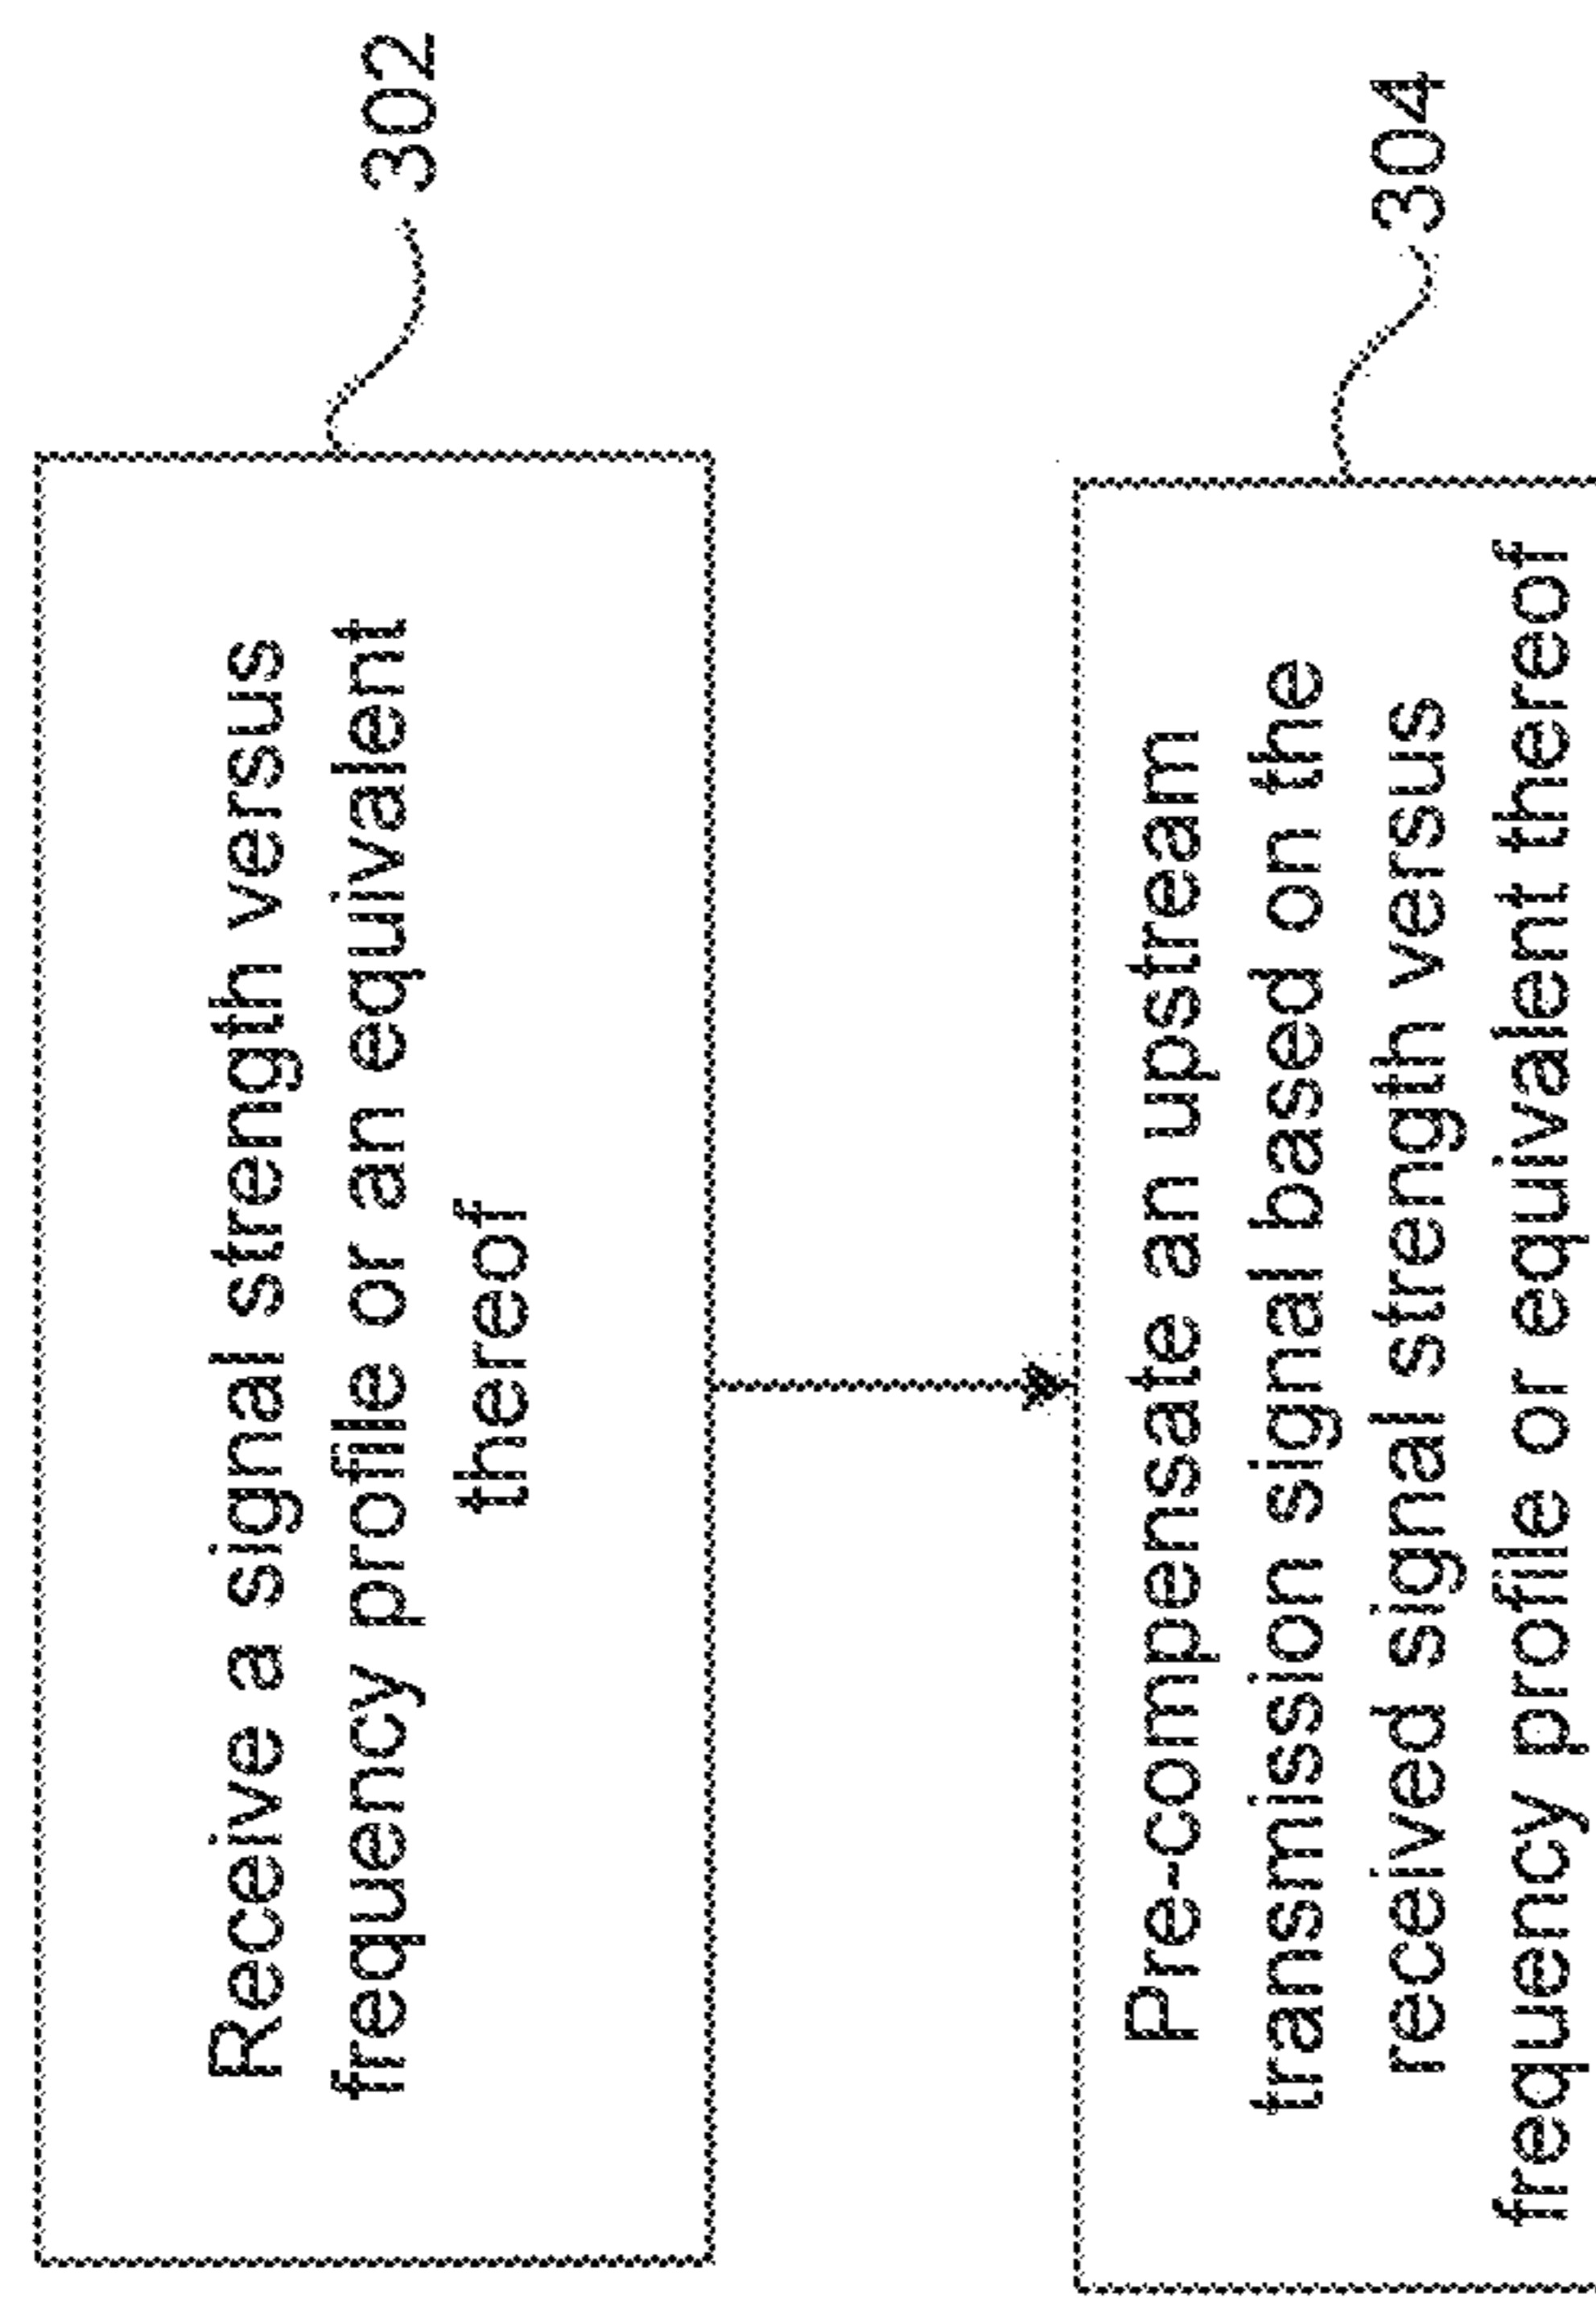 Receive a signal strength versus
frequency profile or an equivalent
thereof
302
Pre-compensate an upstream
transmission signal based on the
received signal strength versus
frequency profile or equivalent thereof
304